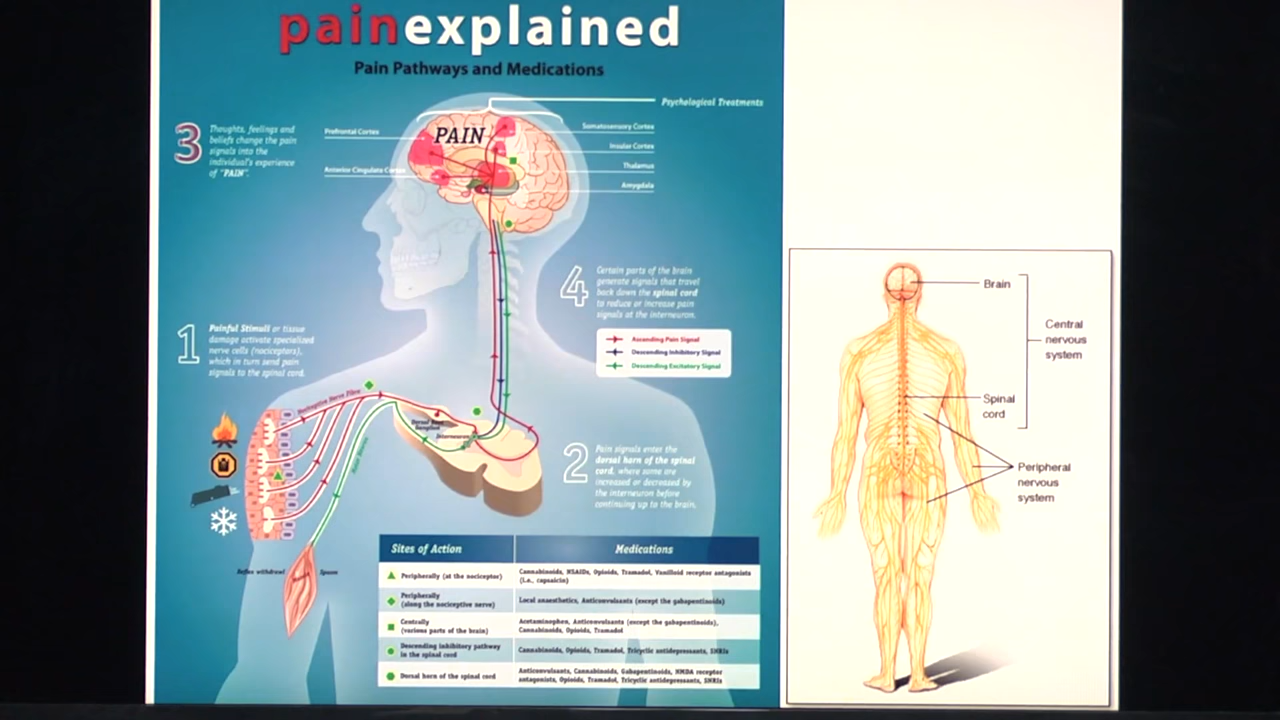 painexplained
Pain Pathways and Medications
Psychological Treatments
3
Thoughts, feelings and
beliefs change the pain
signals into the
individual's experience
of "PAIN".
Prefrontal Cortex
Anterior Cingulate Cortex
PAIN
Somatosensory Cortex
Insular Cortex
Thalamus
Amygdala
4
Certain parts of the brain
generate signals that travel
back down the spinal cord
to reduce or increase pain
signals at the interneuron.
Ascending Pain Signal
Descending Inhibitory Signal
Descending Excitatory Signal
1
Painful Stimuli or tissue
damage activate specialized
nerve cells (nociceptors),
which in turn send pain
signals to the spinal cord.
Nociceptive Nerve Fibre
Dorsal Root
Ganglion
Interneuron
2
Pain signals enter the
dorsal horn of the spinal
cord, where some are
increased or decreased by
the interneuron before
continuing up to the brain.
Reflex withdrawl
Spasm
Sites of Action
Medications
Peripherally (at the nociceptor)
Cannabinoids, NSAIDs, Opioids, Tramadol, Vanilloid receptor antagonists
(i.e., capsaicin)
Peripherally
(along the nociceptive nerve)
Local anaesthetics, Anticonvulsants (except the gabapentinoids)
Centrally
(various parts of the brain)
Acetaminophen, Anticonvulsants (except the gabapentinoids),
Cannabinoids, Opioids, Tramadol
Descending inhibitory pathway
in the spinal cord
Cannabinoids, Opioids, Tramadol, Tricyclic antidepressants, SNRIs
Dorsal horn of the spinal cord
Anticonvulsants, Cannabinoids, Gabapentinoids, NMDA receptor
antagonists, Opioids, Tramadol, Tricyclic antidepressants, SNRIs
Brain
Central
nervous
system
Spinal
cord
Peripheral
nervous
system